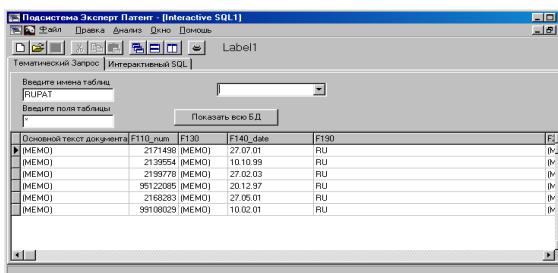 Подсистема Эксперт Патент - [Interactive SQL1]
Файл Правка Анализ Окно Помощь
Label1
Тематический Запрос Интерактивный SQL
Введите имена таблиц
RUPAT
Введите поля таблицы
*
Показать всю БД
Основной текст документа F110_num F130 F140_date F190
(MEMO) 2171498 (MEMO) 27.07.01 RU
(MEMO) 2139554 (MEMO) 10.10.99 RU
(MEMO) 2199778 (MEMO) 27.02.03 RU
(MEMO) 95122085 (MEMO) 20.12.97 RU
(MEMO) 2168283 (MEMO) 27.05.01 RU
(MEMO) 99108029 (MEMO) 10.02.01 RU